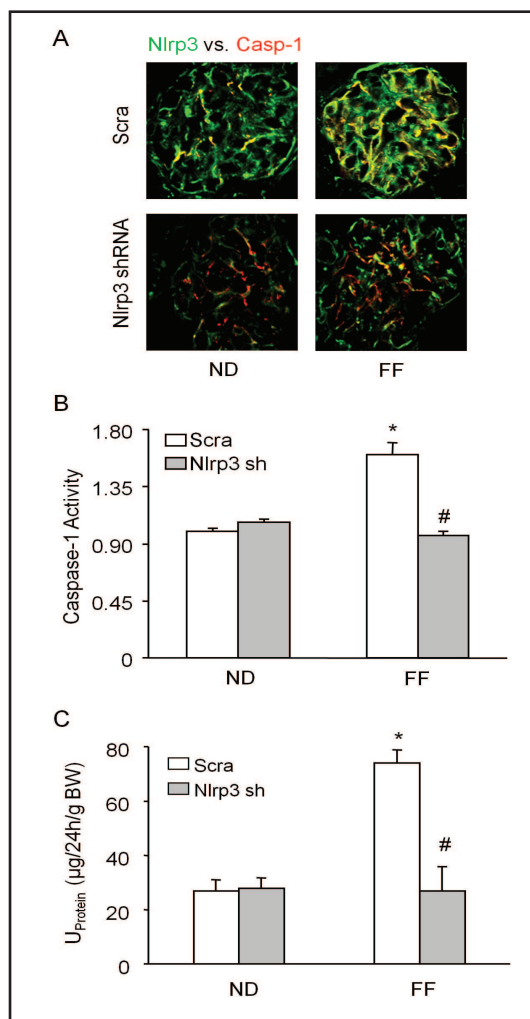 A
Nlrp3 vs. Casp-1
Scra
Nlrp3 shRNA
ND FF
B
Caspase-1 Activity
1.80
1.35
0.90
0.45
0
Scra
Nlrp3 sh
*
#
ND FF
C
U Protein (µg/24h/g BW)
80
60
40
20
0
Scra
Nlrp3 sh
*
#
ND FF